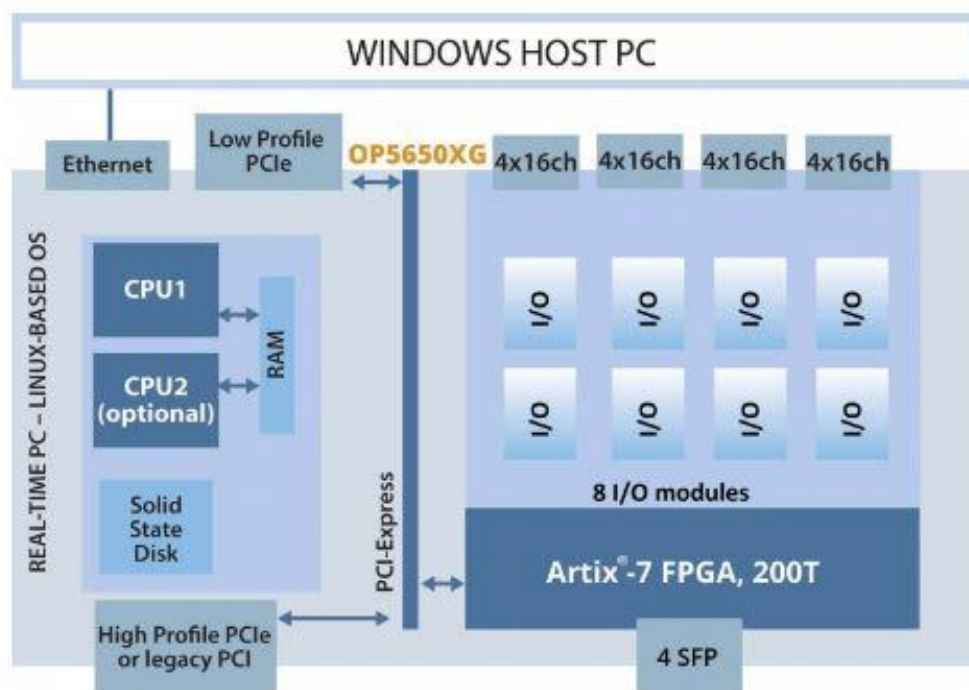 WINDOWS HOST PC
Ethernet
Low Profile
PCIe
OP5650XG
4x16ch
4x16ch
4x16ch
4x16ch
REAL-TIME PC – LINUX-BASED OS
CPU1
CPU2
(optional)
RAM
Solid
State
Disk
PCI-Express
High Profile PCIe
or legacy PCI
I/O
I/O
I/O
I/O
I/O
I/O
I/O
I/O
8 I/O modules
Artix®-7 FPGA, 200T
4 SFP